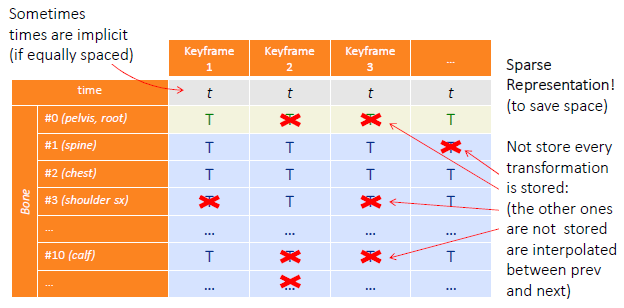 Sometimes
times are implicit
(if equally spaced)
Keyframe
1
Keyframe
2
Keyframe
3
...
time
t
t
t
t
Bone
#0 (pelvis, root)
T
T
T
T
#1 (spine)
T
T
T
T
#2 (chest)
T
T
T
T
#3 (shoulder sx)
T
T
T
T
...
...
...
...
...
#10 (calf)
T
T
T
T
...
...
...
...
...
Sparse
Representation!
(to save space)
Not store every
transformation
is stored:
(the other ones
are not  stored
are interpolated
between prev
and next)